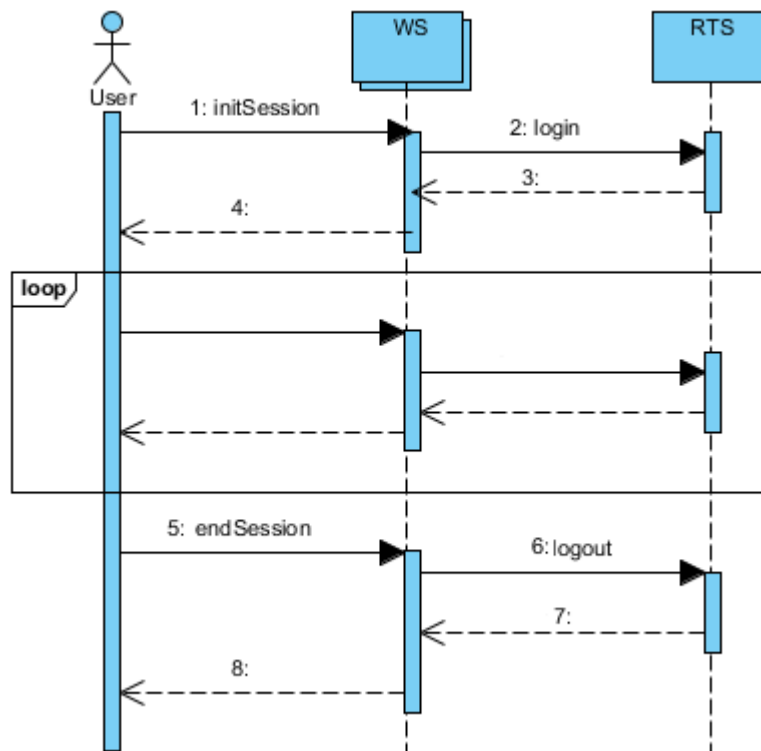 User
WS
RTS
1: initSession
2: login
3:
4:
loop
5: endSession
6: logout
7:
8: